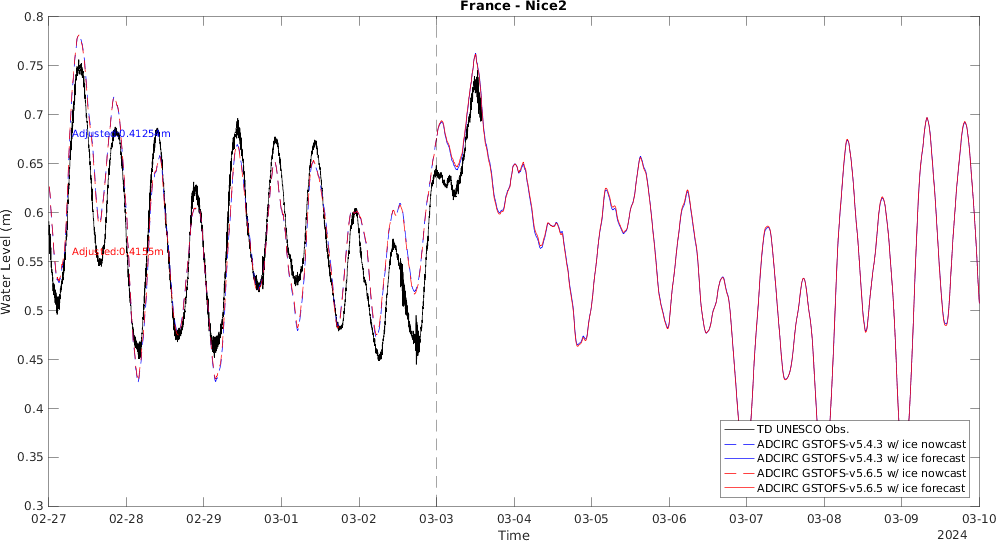 France - Nice2
Water Level (m)
0.8
0.75
0.7
0.65
0.6
0.55
0.5
0.45
0.4
0.35
0.3
Adjusted:0.4125m
Adjusted:0.4155m
TD UNESCO Obs.
ADCIRC GSTOFS-v5.4.3 w/ ice nowcast
ADCIRC GSTOFS-v5.4.3 w/ ice forecast
ADCIRC GSTOFS-v5.6.5 w/ ice nowcast
ADCIRC GSTOFS-v5.6.5 w/ ice forecast
02-27 02-28 02-29 03-01 03-02 03-03 03-04 03-05 03-06 03-07 03-08 03-09 03-10
Time
2024